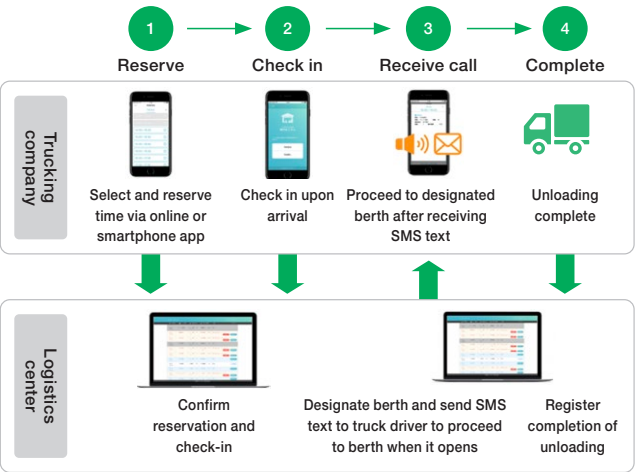 1
2
3
4
Reserve
Check in
Receive call
Complete
Trucking
company
Select and reserve
time via online or
smartphone app
Check in upon
arrival
Proceed to designated
berth after receiving
SMS text
Unloading
complete
Logistics
center
Confirm
reservation and
check-in
Designate berth and send SMS
text to truck driver to proceed
to berth when it opens
Register
completion of
unloading